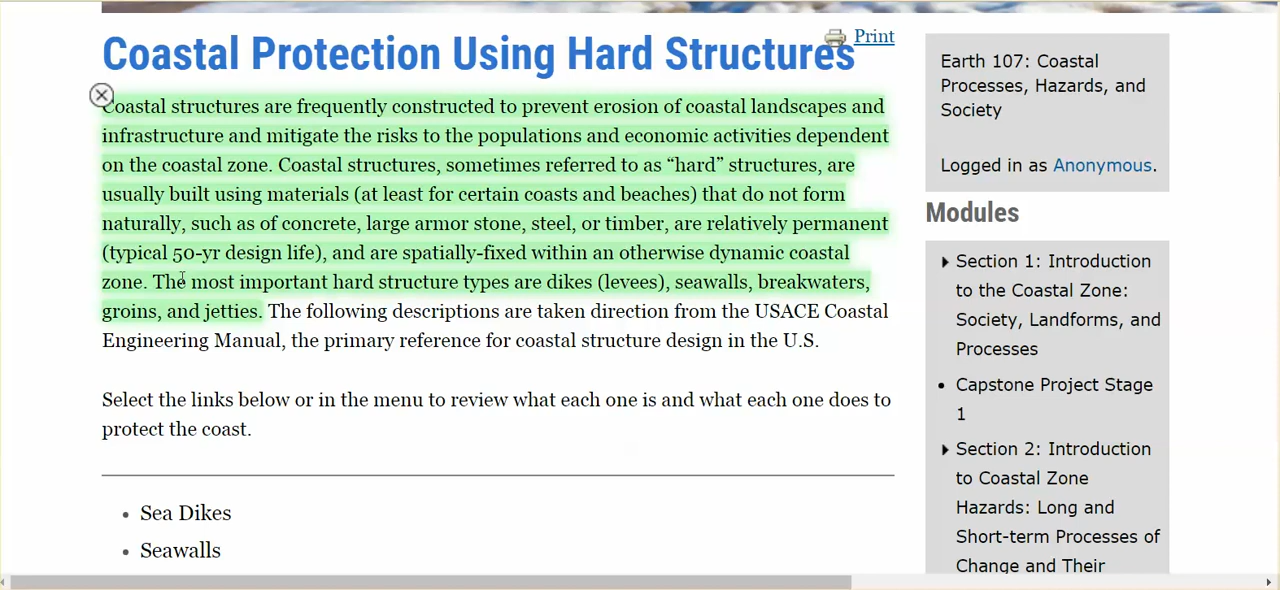 Coastal Protection Using Hard Structures
Print
Coastal structures are frequently constructed to prevent erosion of coastal landscapes and
infrastructure and mitigate the risks to the populations and economic activities dependent
on the coastal zone. Coastal structures, sometimes referred to as “hard” structures, are
usually built using materials (at least for certain coasts and beaches) that do not form
naturally, such as of concrete, large armor stone, steel, or timber, are relatively permanent
(typical 50-yr design life), and are spatially-fixed within an otherwise dynamic coastal
zone. The most important hard structure types are dikes (levees), seawalls, breakwaters,
groins, and jetties. The following descriptions are taken direction from the USACE Coastal
Engineering Manual, the primary reference for coastal structure design in the U.S.
Select the links below or in the menu to review what each one is and what each one does to
protect the coast.
Sea Dikes
Seawalls
Earth 107: Coastal
Processes, Hazards, and
Society
Logged in as Anonymous.
Modules
Section 1: Introduction
to the Coastal Zone:
Society, Landforms, and
Processes
Capstone Project Stage
1
Section 2: Introduction
to Coastal Zone
Hazards: Long and
Short-term Processes of
Change and Their